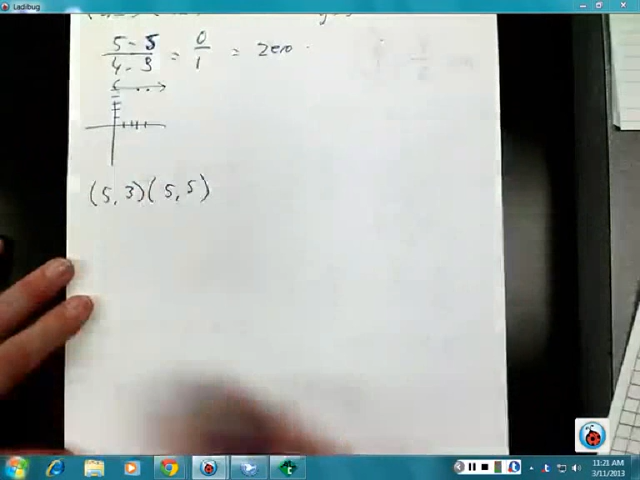 Ladibug
5 - 5
4 - 3
= 0/1 = zero
(5, 3)(5, 5)
11:21 AM
3/11/2013